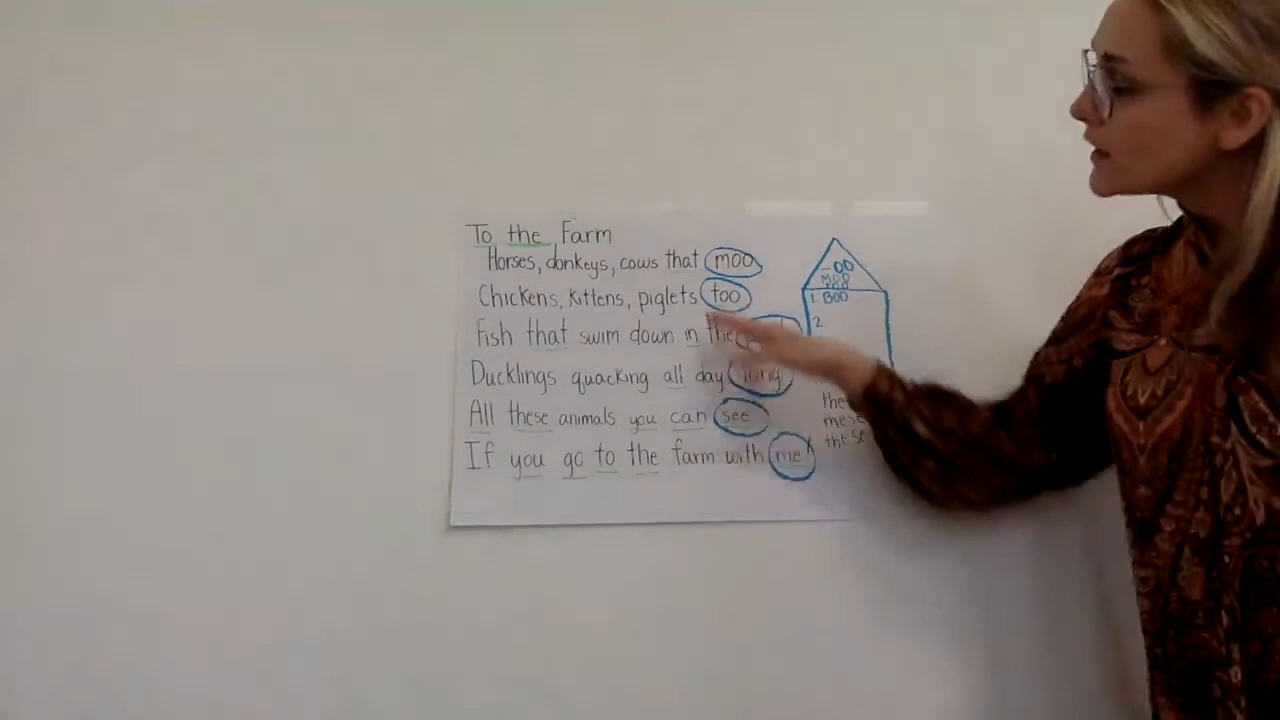 To the Farm
Horses, donkeys, cows that moo
Chickens, kittens, piglets too
Fish that swim down in the
Ducklings quacking all day long
All these animals you can see
If you go to the farm with me
-OO
MOO
1. BOO
2